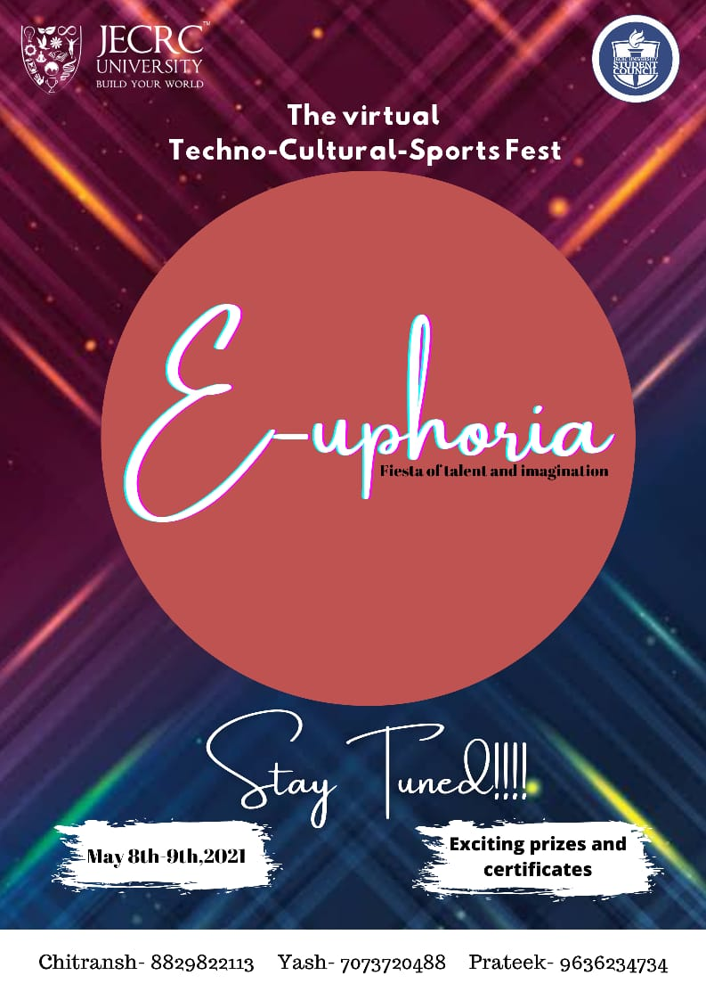 JECRC™
UNIVERSITY
BUILD YOUR WORLD
JECRC UNIVERSITY
STUDENT
COUNCIL
The virtual
Techno-Cultural-Sports Fest
E-uphoria
Fiesta of talent and imagination
Stay Tuned!!!!
May 8th-9th,2021
Exciting prizes and
certificates
Chitransh- 8829822113 Yash- 7073720488 Prateek- 9636234734